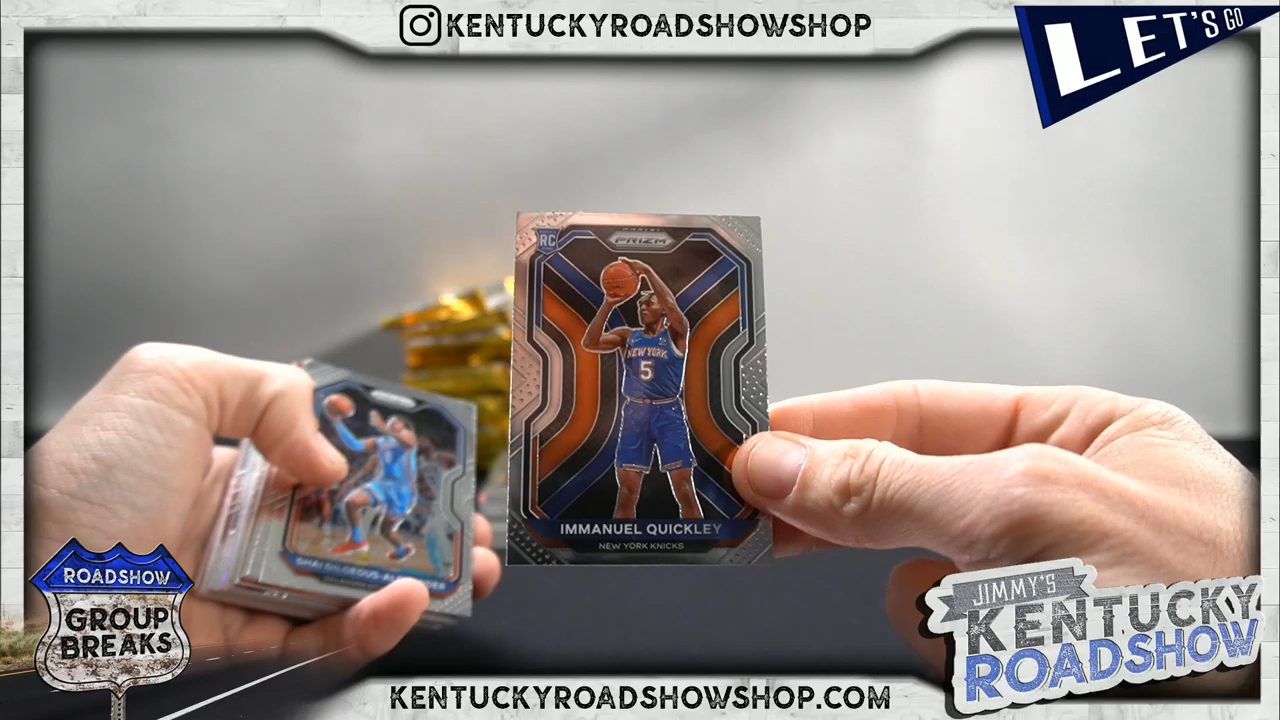 KENTUCKYROADSHOWSHOP
LET'S GO
RC
PANINI
PRIZM
NEW YORK
5
IMMANUEL QUICKLEY
NEW YORK KNICKS
ROADSHOW
GROUP
BREAKS
JIMMY'S
KENTUCKY
ROADSHOW
KENTUCKYROADSHOWSHOP.COM